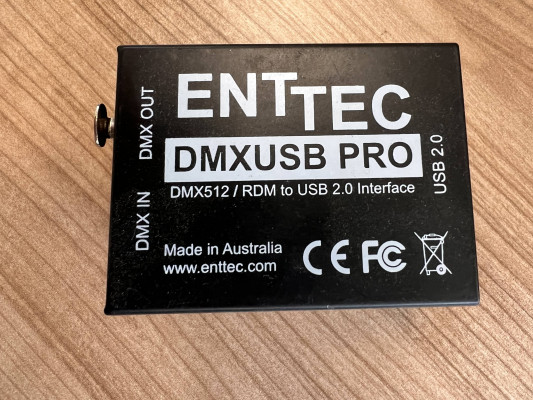 ENTTEC
DMXUSB PRO
DMX512 / RDM to USB 2.0 Interface
DMX IN
DMX OUT
USB 2.0
Made in Australia
www.enttec.com
CE FC